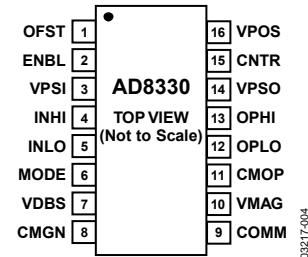 OFST 1
ENBL 2
VPSI 3
INHI 4
INLO 5
MODE 6
VDBS 7
CMGN 8
AD8330
TOP VIEW
(Not to Scale)
16 VPOS
15 CNTR
14 VPSO
13 OPHI
12 OPLO
11 CMOP
10 VMAG
9 COMM
03217-004